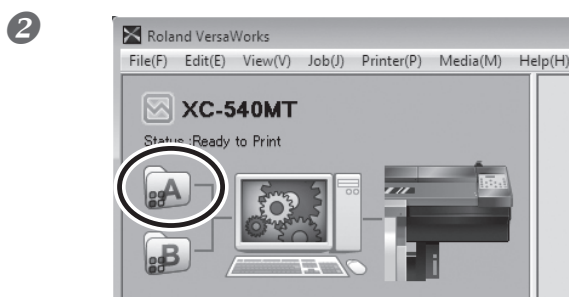 2
Roland VersaWorks
File(F) Edit(E) View(V) Job(J) Printer(P) Media(M) Help(H)
XC-540MT
Status :Ready to Print
A
B